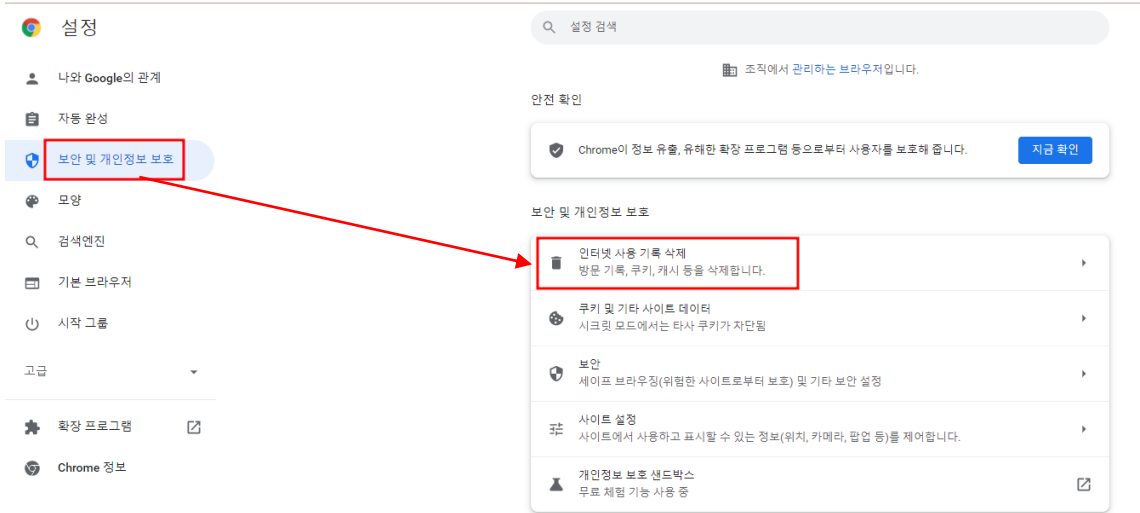 설정
설정 검색
나와 Google의 관계
자동 완성
보안 및 개인정보 보호
모양
검색엔진
기본 브라우저
시작 그룹
고급
확장 프로그램
Chrome 정보
조직에서 관리하는 브라우저입니다.
안전 확인
Chrome이 정보 유출, 유해한 확장 프로그램 등으로부터 사용자를 보호해 줍니다.
지금 확인
보안 및 개인정보 보호
인터넷 사용 기록 삭제
방문 기록, 쿠키, 캐시 등을 삭제합니다.
쿠키 및 기타 사이트 데이터
시크릿 모드에서는 타사 쿠키가 차단됨
보안
세이프 브라우징(위험한 사이트로부터 보호) 및 기타 보안 설정
사이트 설정
사이트에서 사용하고 표시할 수 있는 정보(위치, 카메라, 팝업 등)를 제어합니다.
개인정보 보호 샌드박스
무료 체험 기능 사용 중